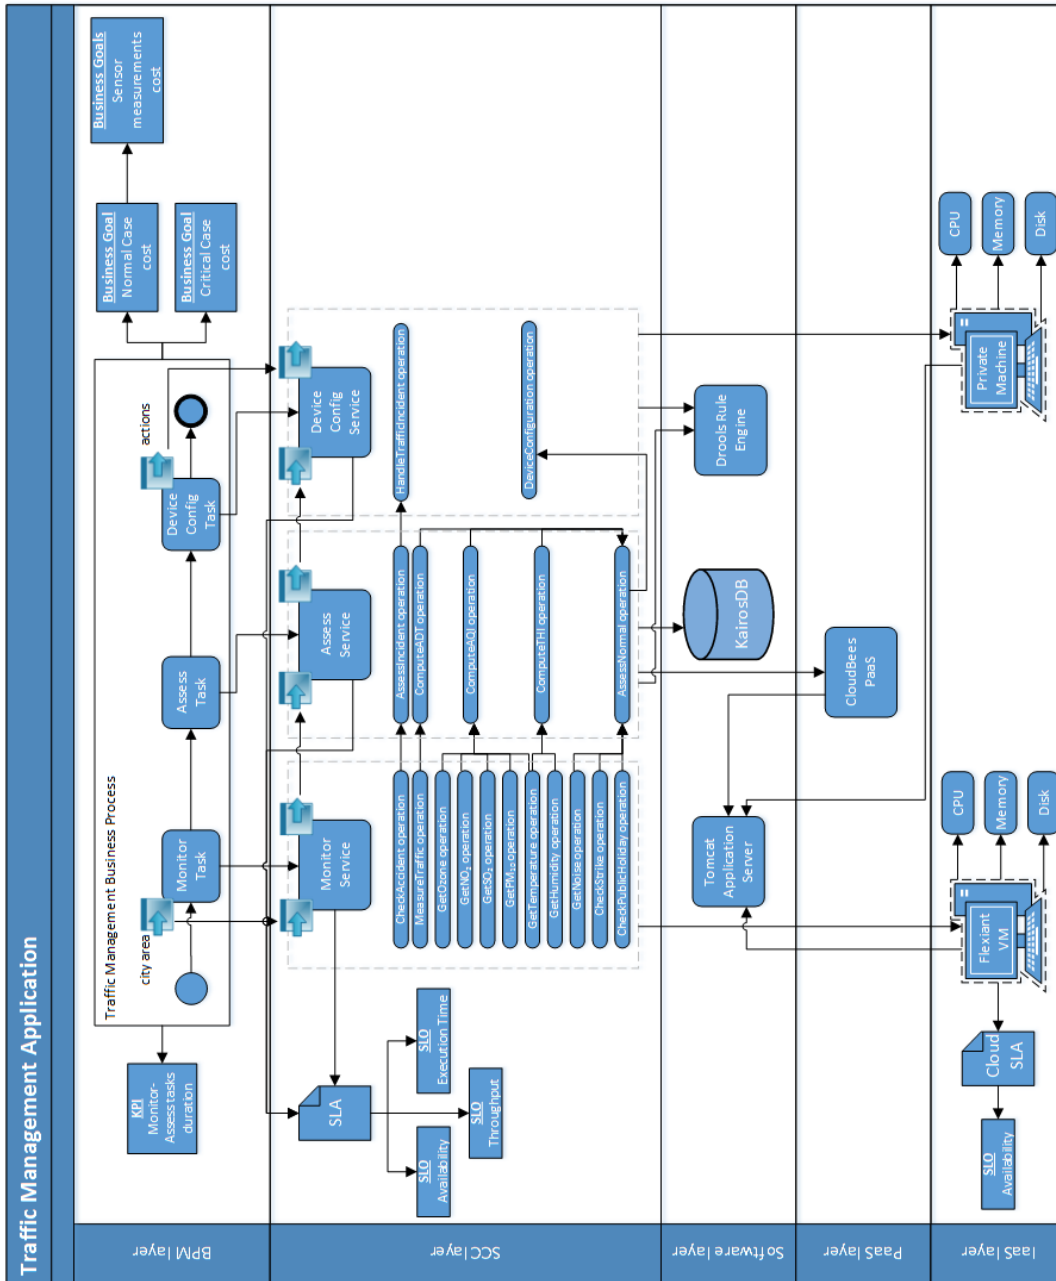 Traffic Management Application
BPM layer
KPI
Monitor-
Assess tasks
duration
Traffic Management Business Process
city area
Monitor
Task
Assess
Task
Device
Config
Task
actions
Business Goal
Normal Case
cost
Business Goal
Critical Case
cost
Business Goals
Sensor
measurements
cost
SCC layer
SLA
SLO
Availability
SLO
Throughput
SLO
Execution Time
Monitor
Service
Assess
Service
Device
Config
Service
CheckAccident operation
MeasureTraffic operation
GetOzone operation
GetNO₂ operation
GetSO₂ operation
GetPM₁₀ operation
GetTemperature operation
GetHumidity operation
GetNoise operation
CheckStrike operation
CheckPublicHoliday operation
AssessIncident operation
ComputeADT operation
ComputeAQI operation
ComputeTHI operation
AssessNormal operation
HandleTraffidIncident operation
DeviceConfiguration operation
Software layer
Tomcat
Application
Server
KairosDB
Drools Rule
Engine
PaaS layer
CloudBees
PaaS
IaaS layer
SLO
Availability
Cloud
SLA
Flexiant
VM
CPU
Memory
Disk
Private
Machine
CPU
Memory
Disk